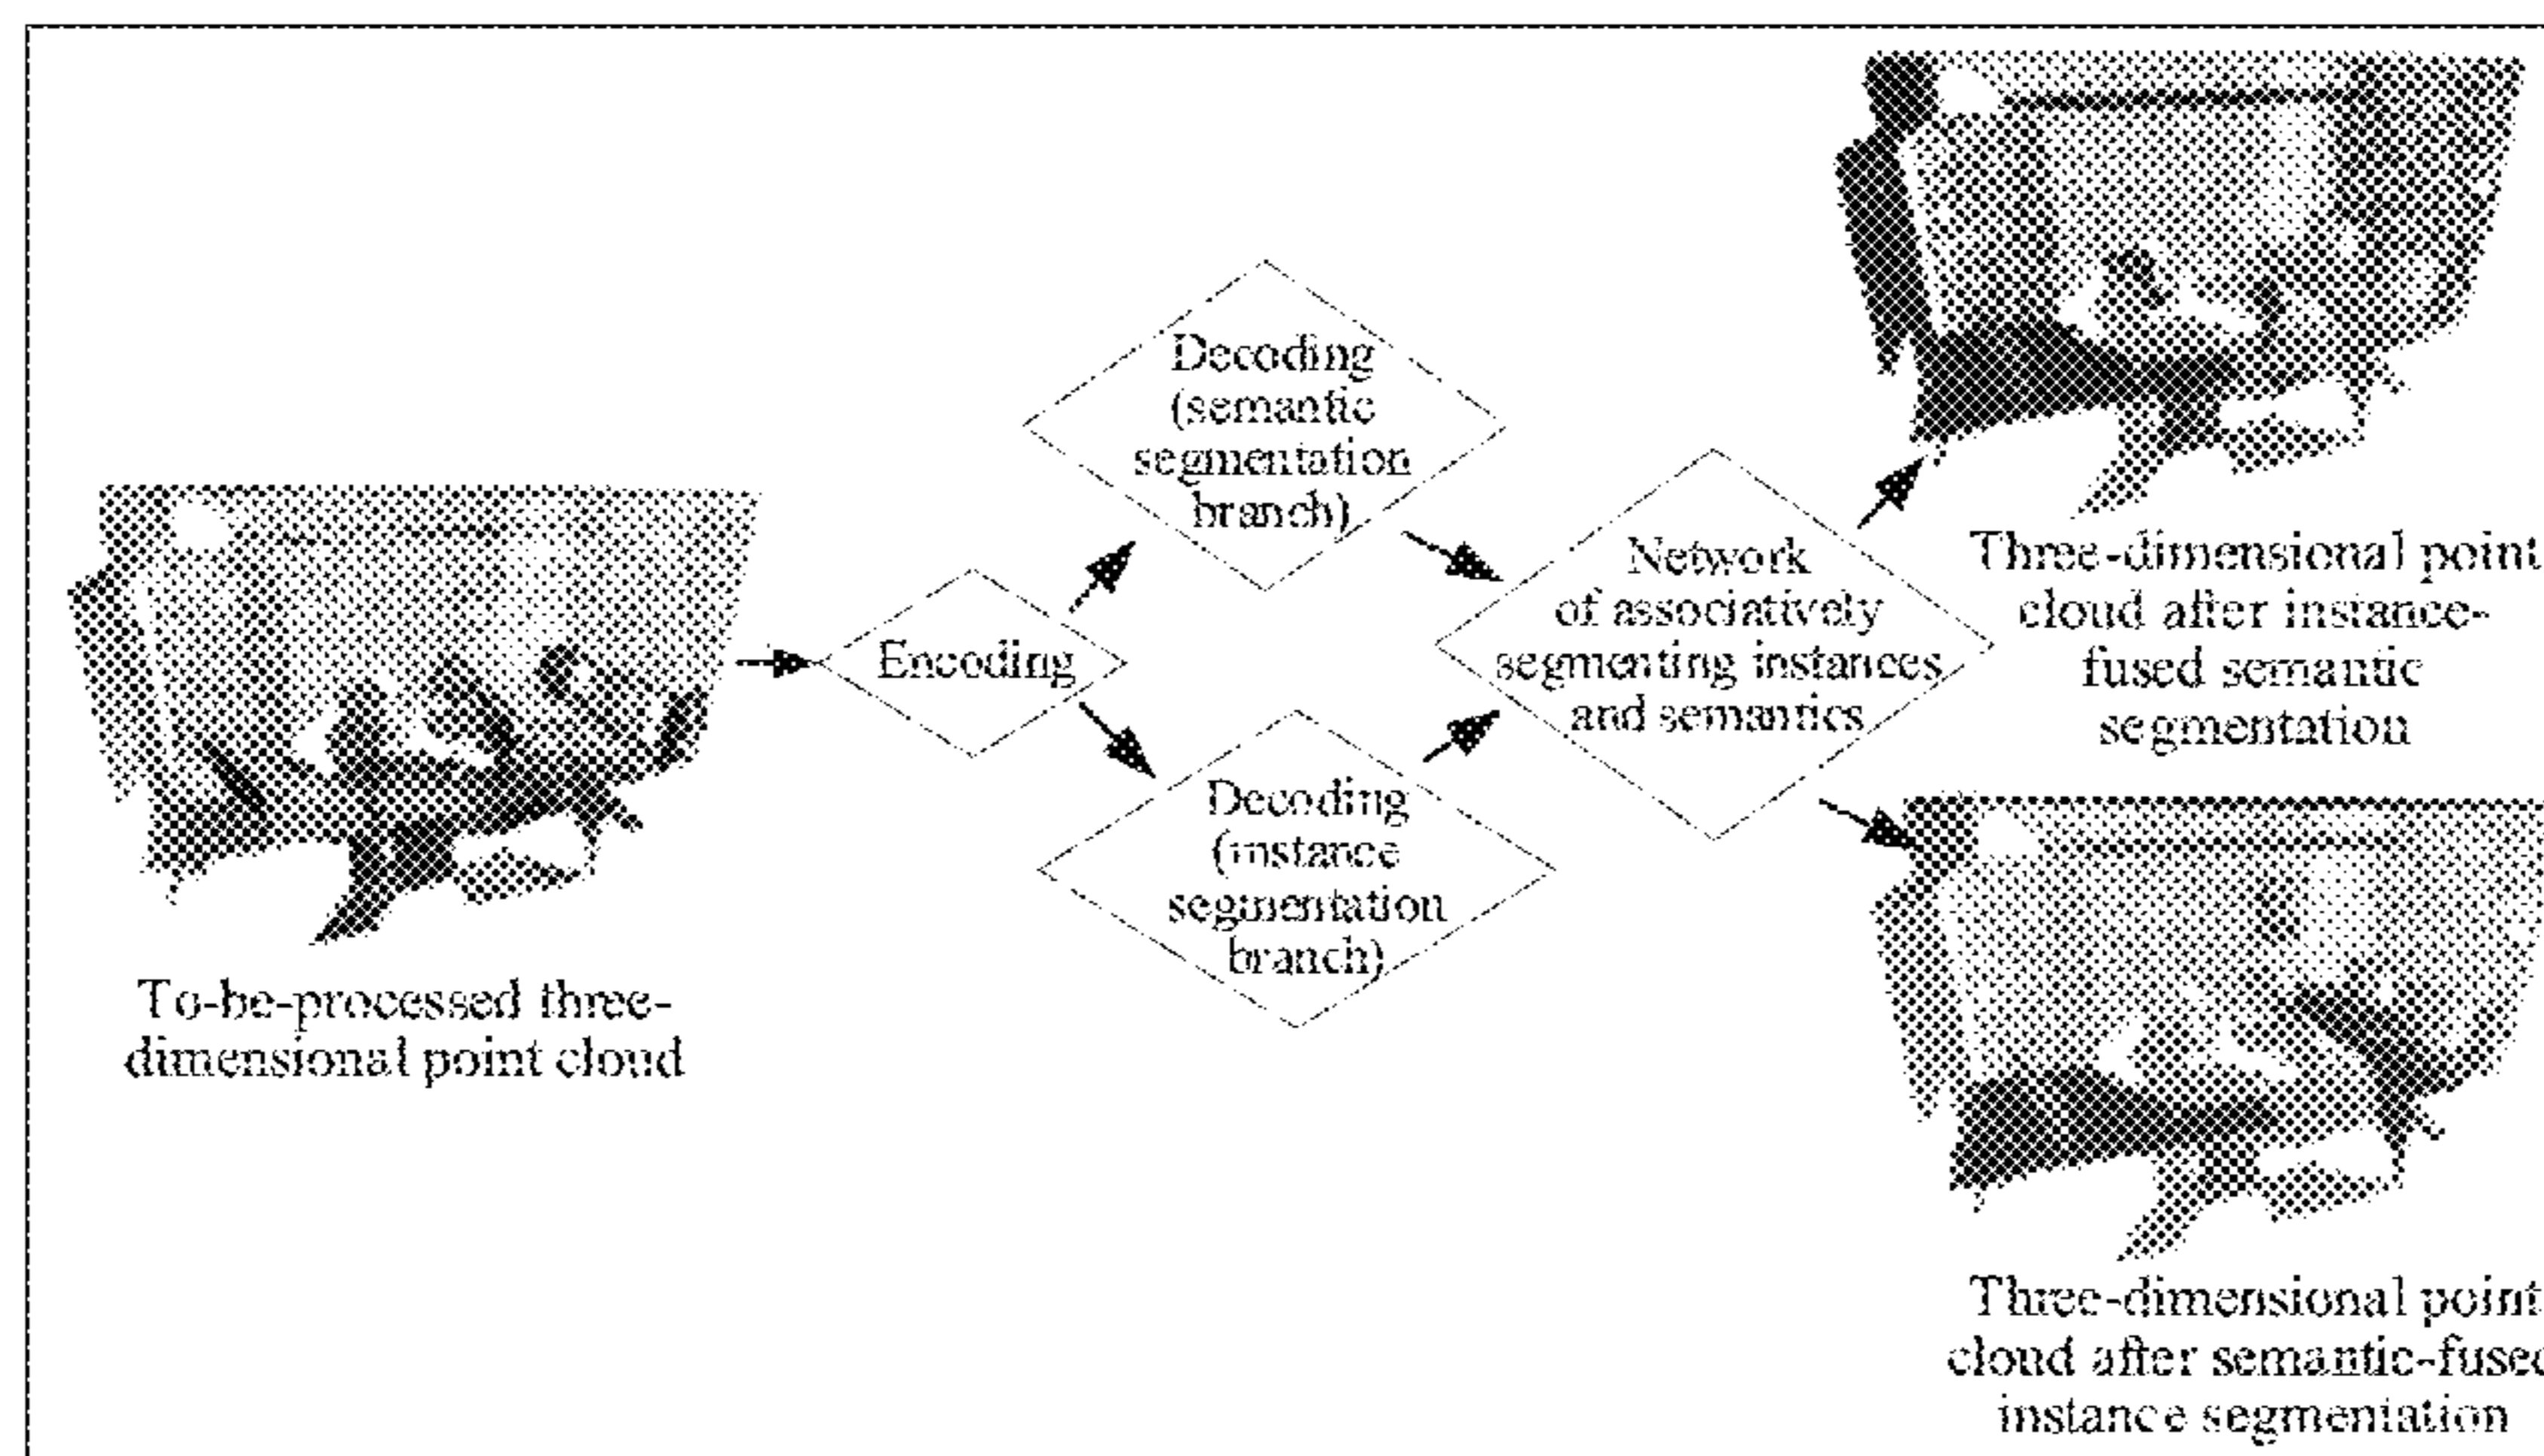 To-be-processed three-
dimensional point cloud
Encoding
Decoding
(semantic
segmentation
branch)
Decoding
(instance
segmentation
branch)
Network
of associatively
segmenting instances
and semantics
Three-dimensional point
cloud after instance-
fused semantic
segmentation
Three-dimensional point
cloud after semantic-fused
instance segmentation